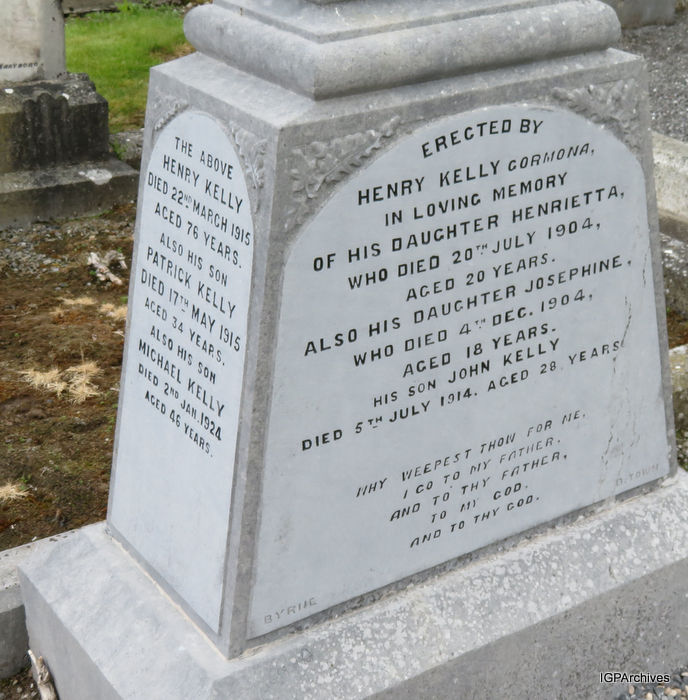 THE ABOVE
HENRY KELLY
DIED 22ND MARCH 1915
AGED 76 YEARS.
ALSO HIS SON
PATRICK KELLY
DIED 17TH MAY 1915
AGED 34 YEARS.
ALSO HIS SON
MICHAEL KELLY
DIED 2ND JAN. 1924
AGED 46 YEARS.
ERECTED BY
HENRY KELLY GORMONA,
IN LOVING MEMORY
OF HIS DAUGHTER HENRIETTA,
WHO DIED 20TH JULY 1904,
AGED 20 YEARS.
ALSO HIS DAUGHTER JOSEPHINE,
WHO DIED 4TH DEC. 1904,
AGED 18 YEARS.
HIS SON JOHN KELLY
DIED 5TH JULY 1914. AGED 28 YEARS
WHY WEEPEST THOW FOR ME,
I GO TO MY FATHER.
AND TO THY FATHER,
TO MY GOD.
AND TO THY GOD.
BYRNE
D.TOWN
IGPArchives